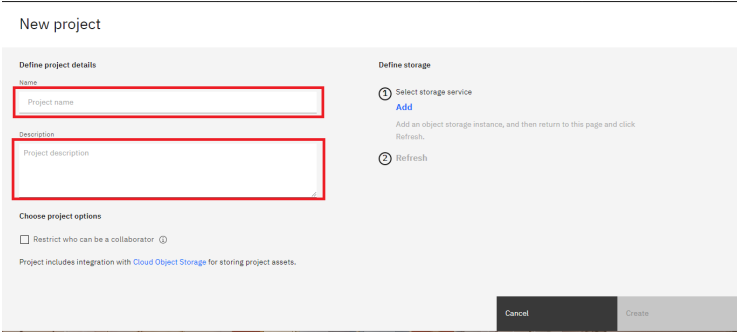 New project
Define project details
Name
Project name
Description
Project description
Choose project options
Restrict who can be a collaborator
Project includes integration with Cloud Object Storage for storing project assets.
Define storage
1 Select storage service
Add
Add an object storage instance, and then return to this page and click
Refresh.
2 Refresh
Cancel
Create